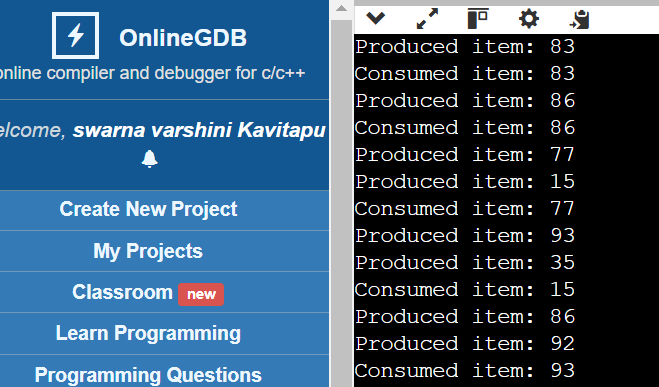 OnlineGDB
online compiler and debugger for c/c++
elcome, swarna varshini Kavitapu
Create New Project
My Projects
Classroom new
Learn Programming
Programming Questions
Produced item: 83
Consumed item: 83
Produced item: 86
Consumed item: 86
Produced item: 77
Produced item: 15
Consumed item: 77
Produced item: 93
Produced item: 35
Consumed item: 15
Produced item: 86
Produced item: 92
Consumed item: 93